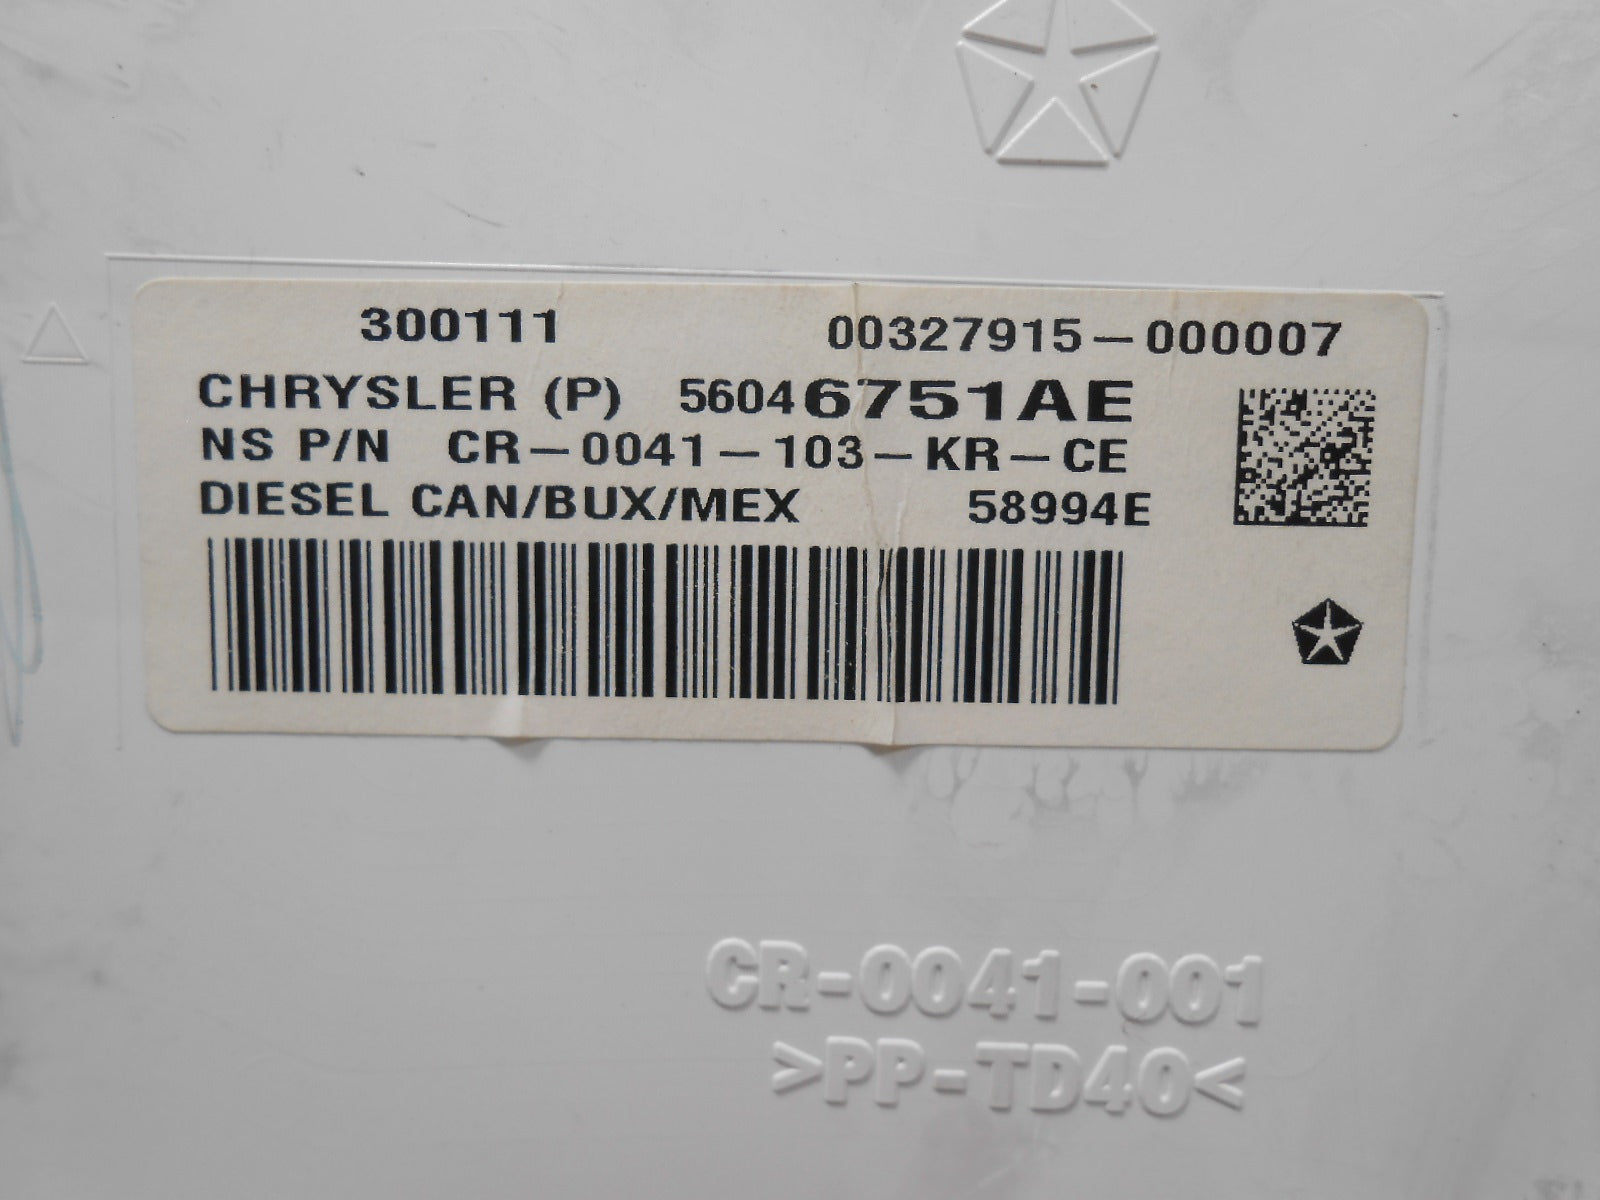 300111 00327915-000007
CHRYSLER (P) 56046751AE
NS P/N CR-0041-103-KR-CE
DIESEL CAN/BUX/MEX 58994E
CR-0041-001
>PP-TD40<